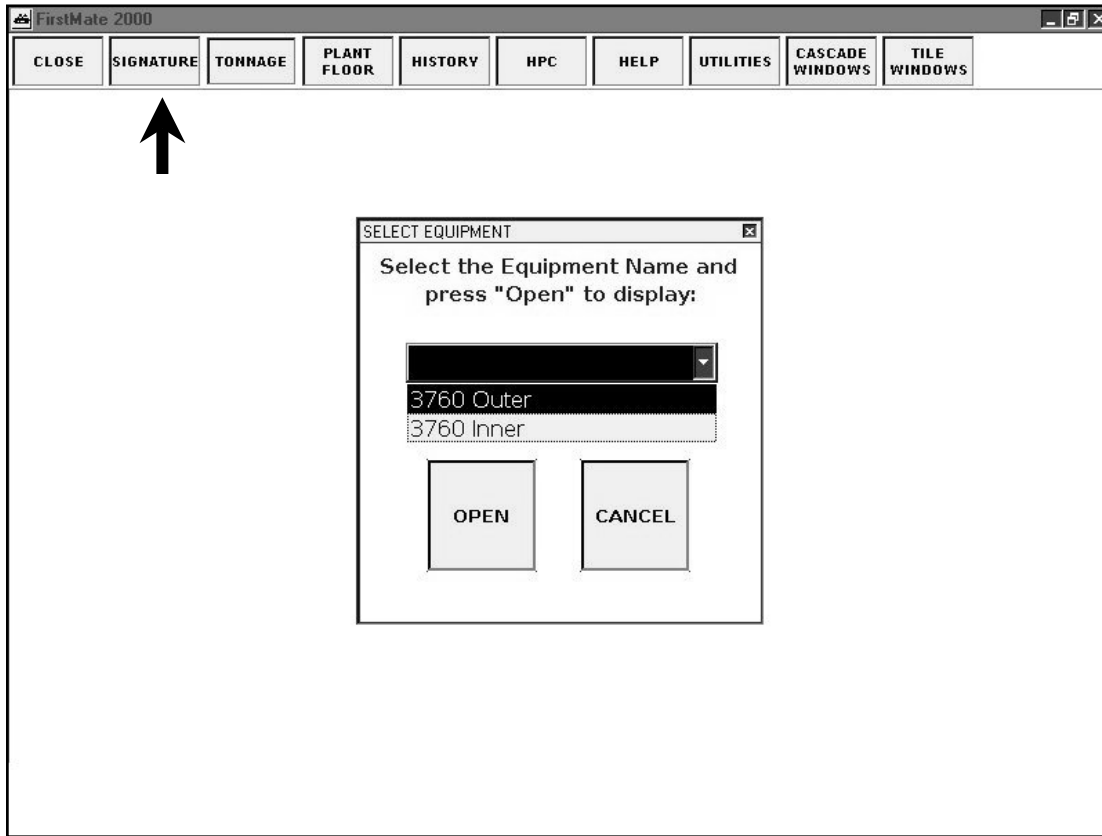 FirstMate 2000
CLOSE
SIGNATURE
TONNAGE
PLANT
FLOOR
HISTORY
HPC
HELP
UTILITIES
CASCADE
WINDOWS
TILE
WINDOWS
SELECT EQUIPMENT
Select the Equipment Name and
press "Open" to display:
3760 Outer
3760 Inner
OPEN
CANCEL